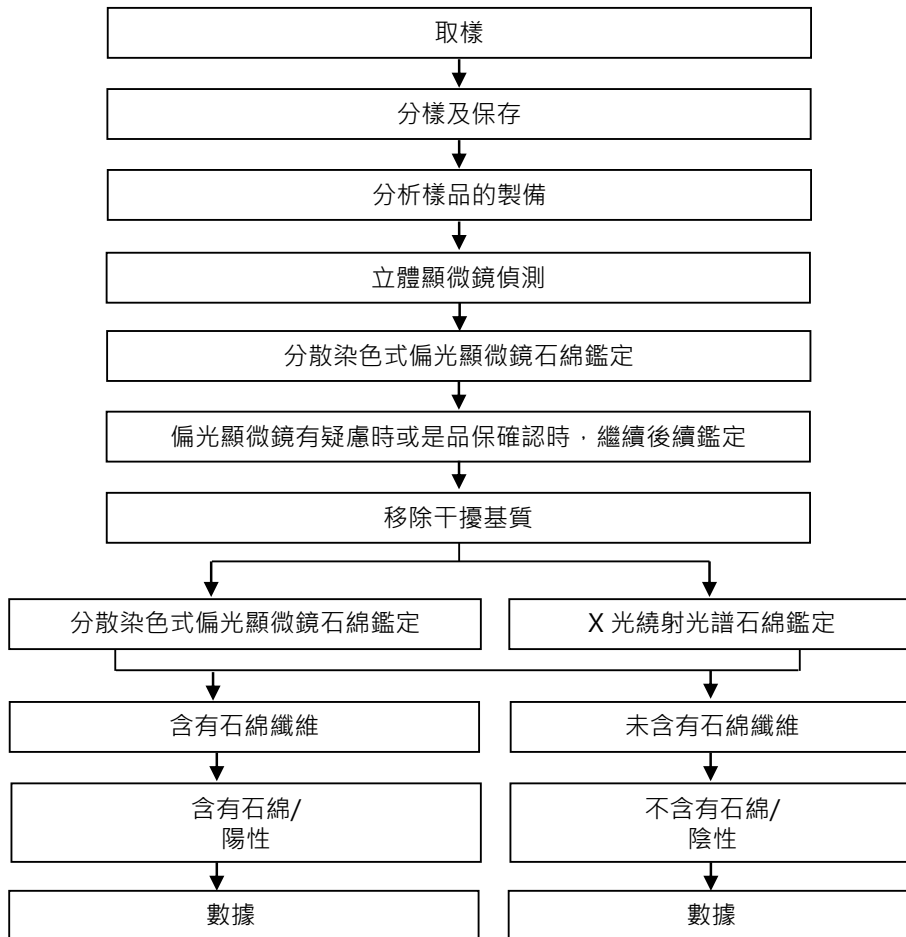 取樣
分樣及保存
分析樣品的製備
立體顯微鏡偵測
分散染色式偏光顯微鏡石綿鑑定
偏光顯微鏡有疑慮時或是品保確認時，繼續後續鑑定
移除干擾基質
分散染色式偏光顯微鏡石綿鑑定
X 光繞射光譜石綿鑑定
含有石綿纖維
未含有石綿纖維
含有石綿/
陽性
不含有石綿/
陰性
數據
數據